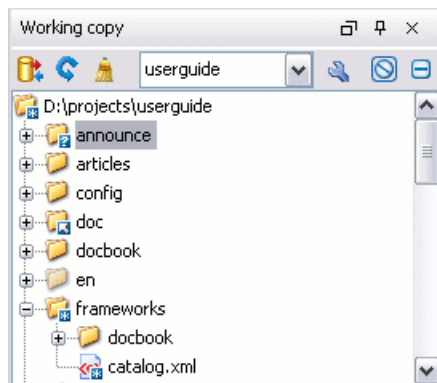 Working copy
userguide
D:\projects\userguide
announce
articles
config
doc
docbook
en
frameworks
docbook
catalog.xml